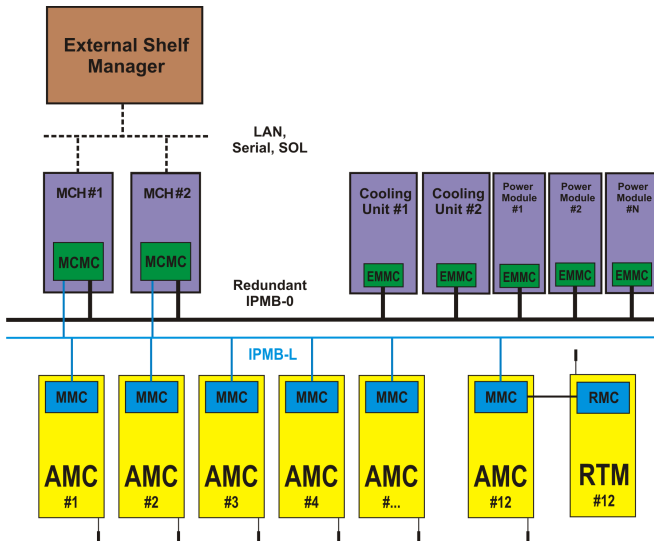 External Shelf
Manager
LAN,
Serial, SOL
MCH #1
MCH #2
Cooling
Unit #1
Cooling
Unit #2
Power
Module
#1
Power
Module
#2
Power
Module
#N
MCMC
MCMC
EMMC
EMMC
EMMC
EMMC
EMMC
Redundant
IPMB-0
IPMB-L
MMC
MMC
MMC
MMC
MMC
MMC
RMC
AMC
#1
AMC
#2
AMC
#3
AMC
#4
AMC
#...
AMC
#12
RTM
#12